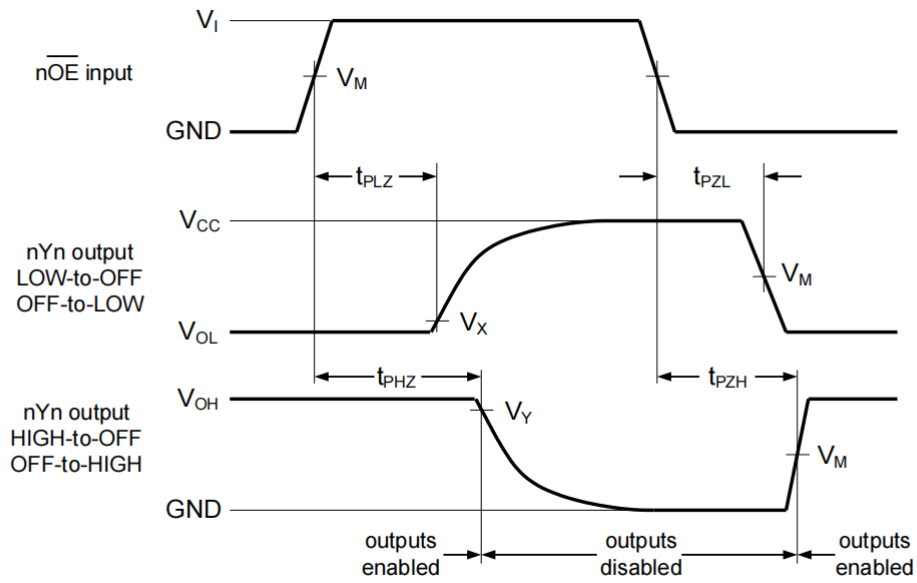 V_I
nO̅E̅ input
V_M
GND
t_PLZ
t_PZL
V_CC
nYn output
LOW-to-OFF
OFF-to-LOW
V_M
V_X
V_OL
t_PHZ
t_PZH
V_OH
nYn output
HIGH-to-OFF
OFF-to-HIGH
V_Y
V_M
GND
outputs
enabled
outputs
disabled
outputs
enabled